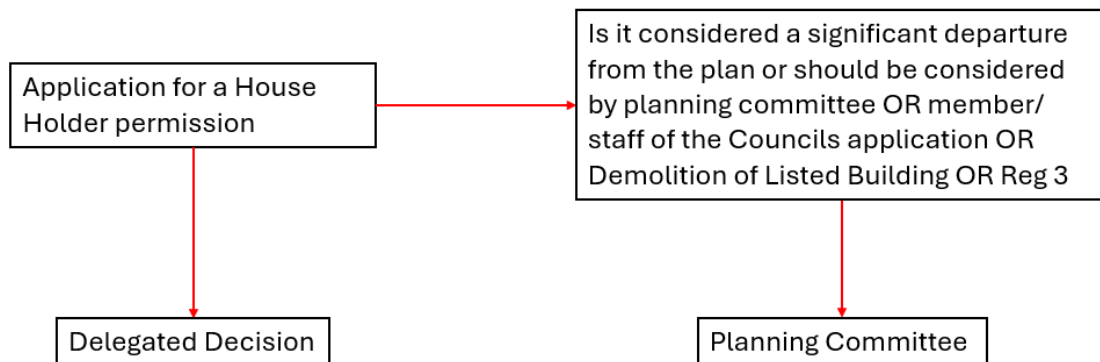 Application for a House
Holder permission
Is it considered a significant departure
from the plan or should be considered
by planning committee OR member/
staff of the Councils application OR
Demolition of Listed Building OR Reg 3
Delegated Decision
Planning Committee